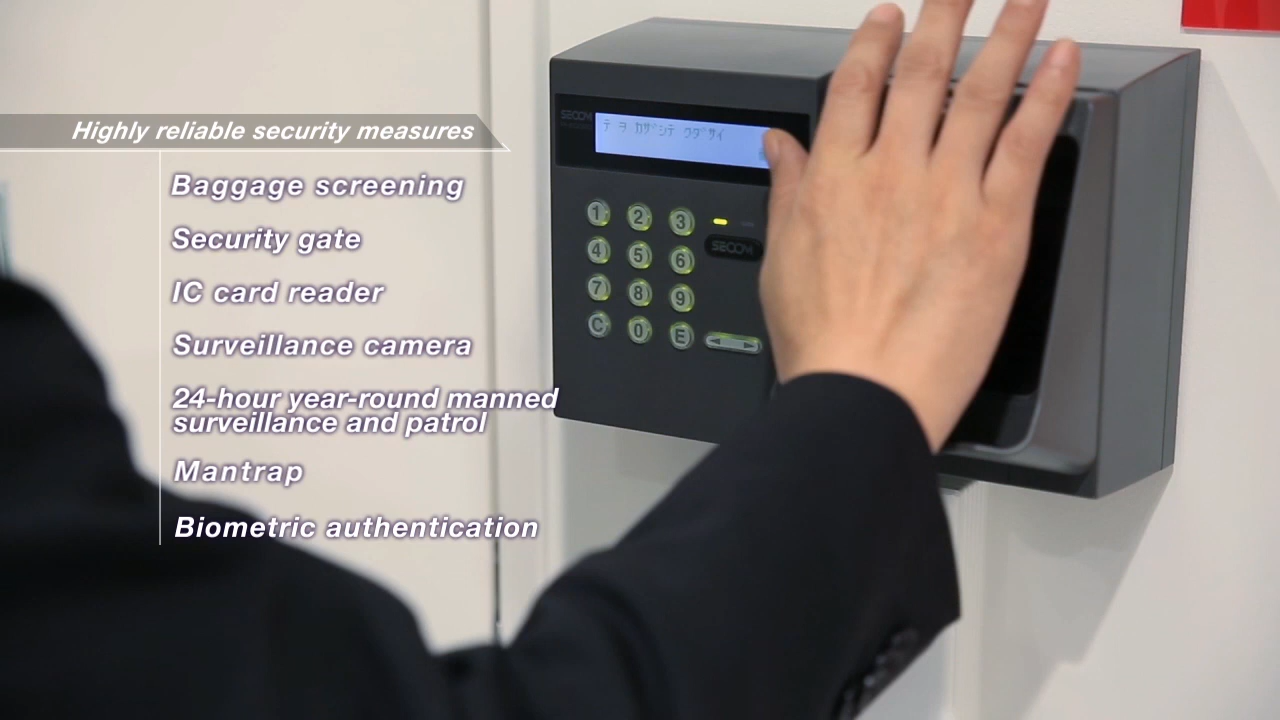 Highly reliable security measures
Baggage screening
Security gate
IC card reader
Surveillance camera
24-hour year-round manned
surveillance and patrol
Mantrap
Biometric authentication
SECOM
テ ヲ カザシテ クダサイ
1 2 3
SECOM
4 5 6
7 8 9
C 0 E